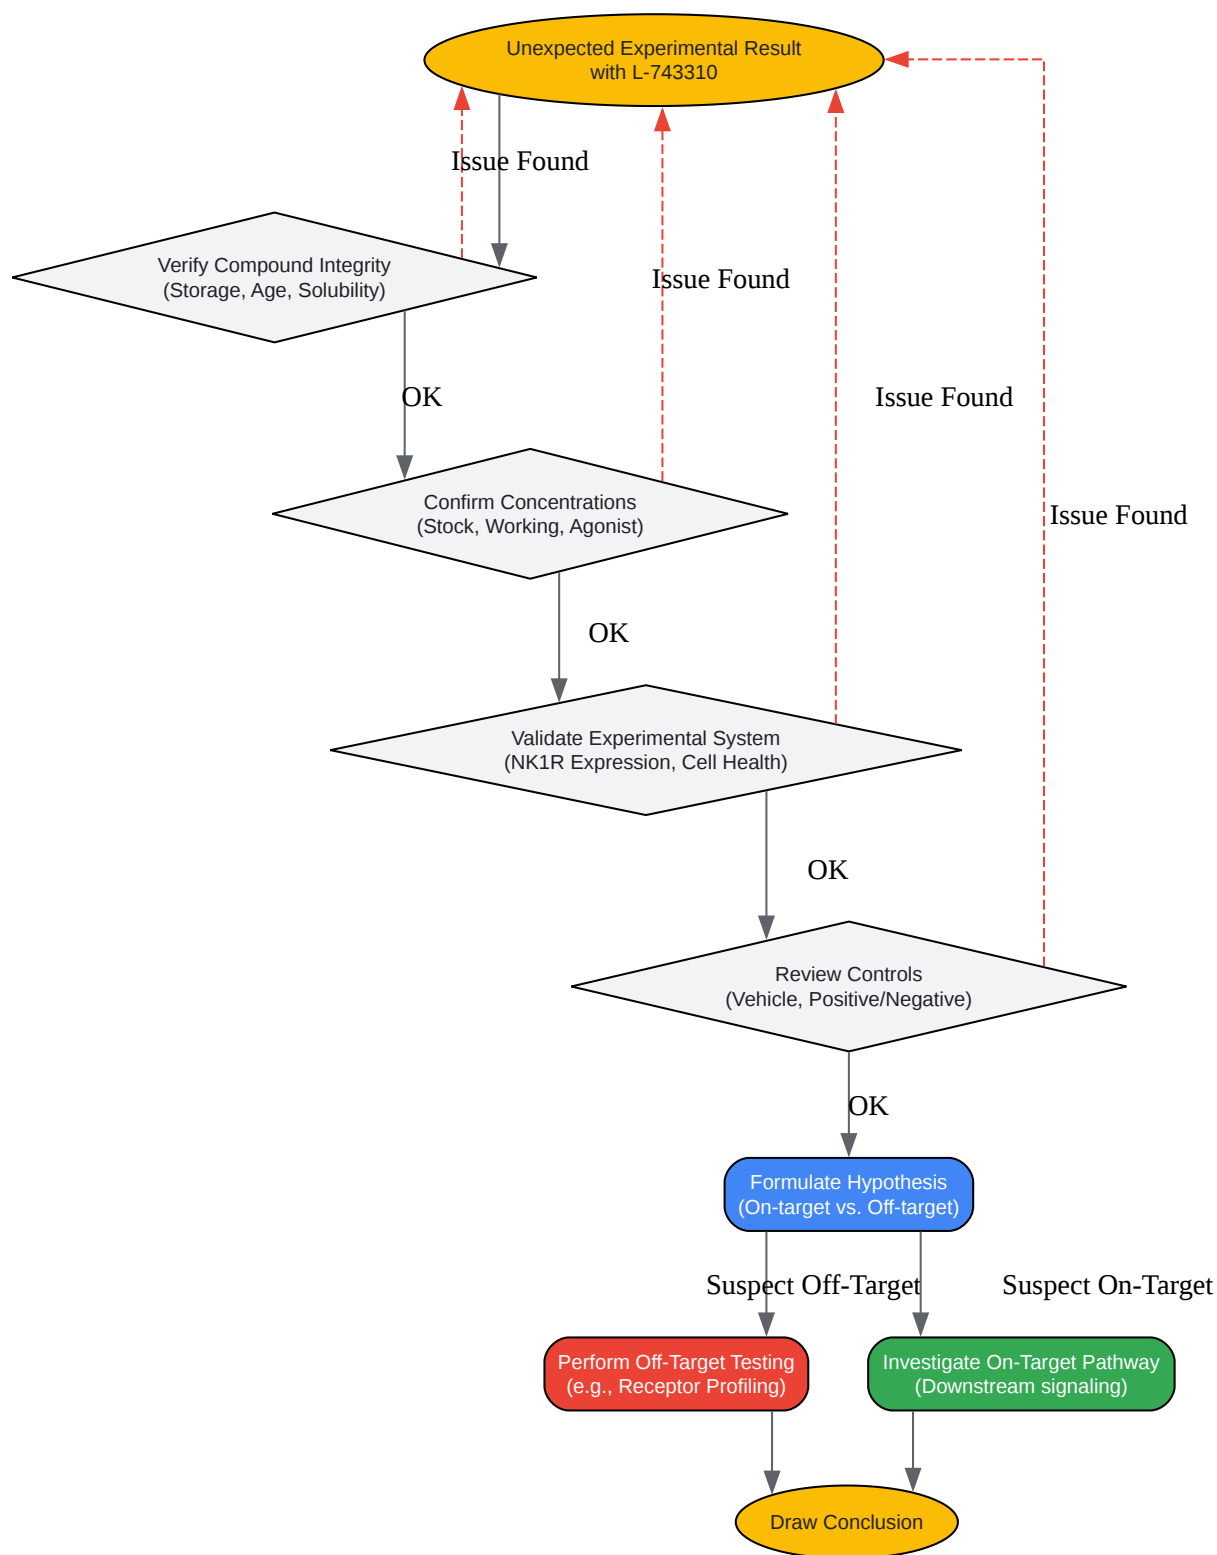 Unexpected Experimental Result
with L-743310
Issue Found
Verify Compound Integrity
(Storage, Age, Solubility)
Issue Found
OK
Issue Found
Confirm Concentrations
(Stock, Working, Agonist)
Issue Found
OK
Validate Experimental System
(NK1R Expression, Cell Health)
OK
Review Controls
(Vehicle, Positive/Negative)
OK
Formulate Hypothesis
(On-target vs. Off-target)
Suspect Off-Target
Suspect On-Target
Perform Off-Target Testing
(e.g., Receptor Profiling)
Investigate On-Target Pathway
(Downstream signaling)
Draw Conclusion